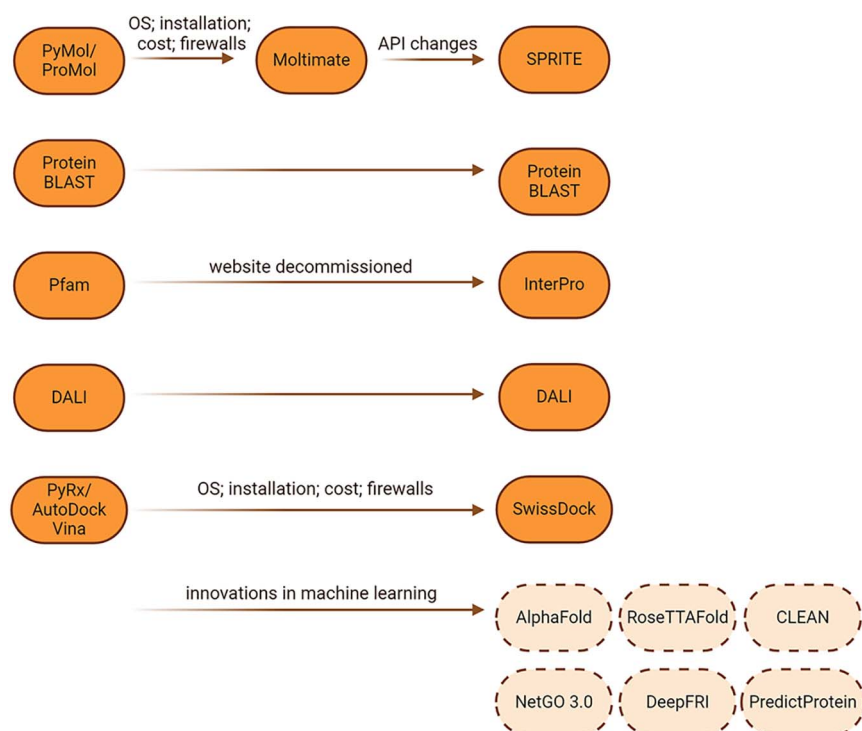 OS; installation;
cost; firewalls
API changes
PyMol/
ProMol
Moltimate
SPRITE
Protein
BLAST
Protein
BLAST
website decommissioned
Pfam
InterPro
DALI
DALI
PyRx/
AutoDock
Vina
OS; installation; cost; firewalls
SwissDock
innovations in machine learning
AlphaFold
RoseTTAFold
CLEAN
NetGO 3.0
DeepFRI
PredictProtein